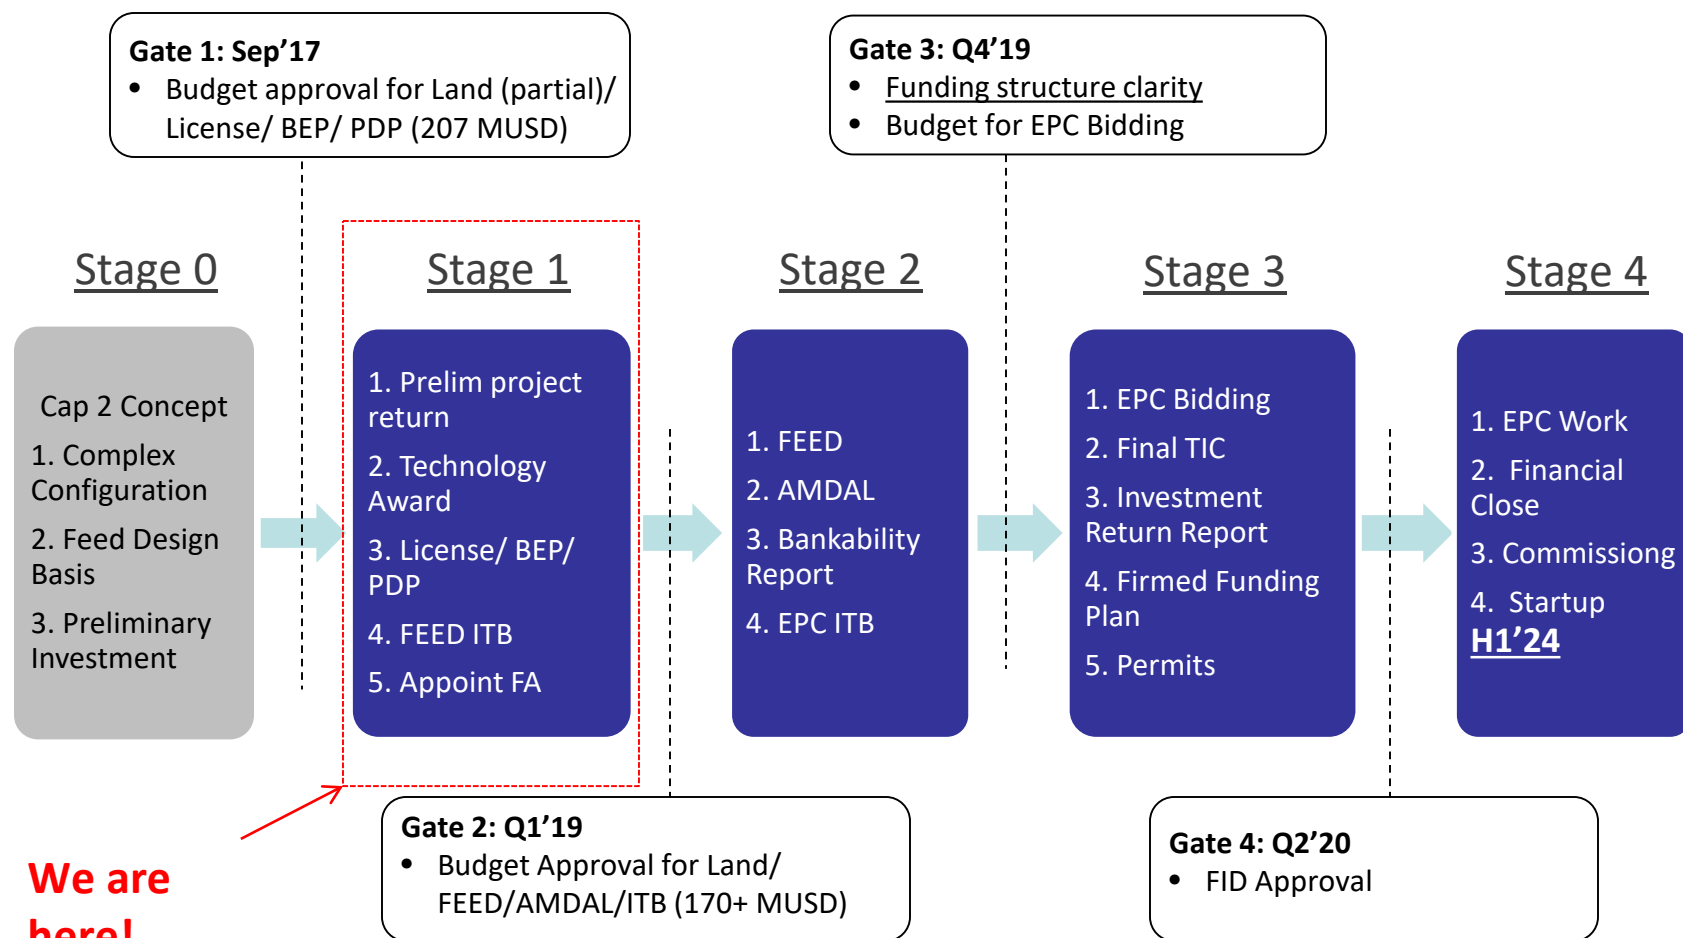 Gate 1: Sep’17
• Budget approval for Land (partial)/
License/ BEP/ PDP (207 MUSD)
Gate 3: Q4’19
• Funding structure clarity
• Budget for EPC Bidding
Stage 0
Stage 1
Stage 2
Stage 3
Stage 4
Cap 2 Concept
1. Complex
Configuration
2. Feed Design
Basis
3. Preliminary
Investment
1. Prelim project
return
2. Technology
Award
3. License/ BEP/
PDP
4. FEED ITB
5. Appoint FA
1. FEED
2. AMDAL
3. Bankability
Report
4. EPC ITB
1. EPC Bidding
2. Final TIC
3. Investment
Return Report
4. Firmed Funding
Plan
5. Permits
1. EPC Work
2. Financial
Close
3. Commissiong
4. Startup
H1’24
Gate 2: Q1’19
• Budget Approval for Land/
FEED/AMDAL/ITB (170+ MUSD)
Gate 4: Q2’20
• FID Approval
We are
here!